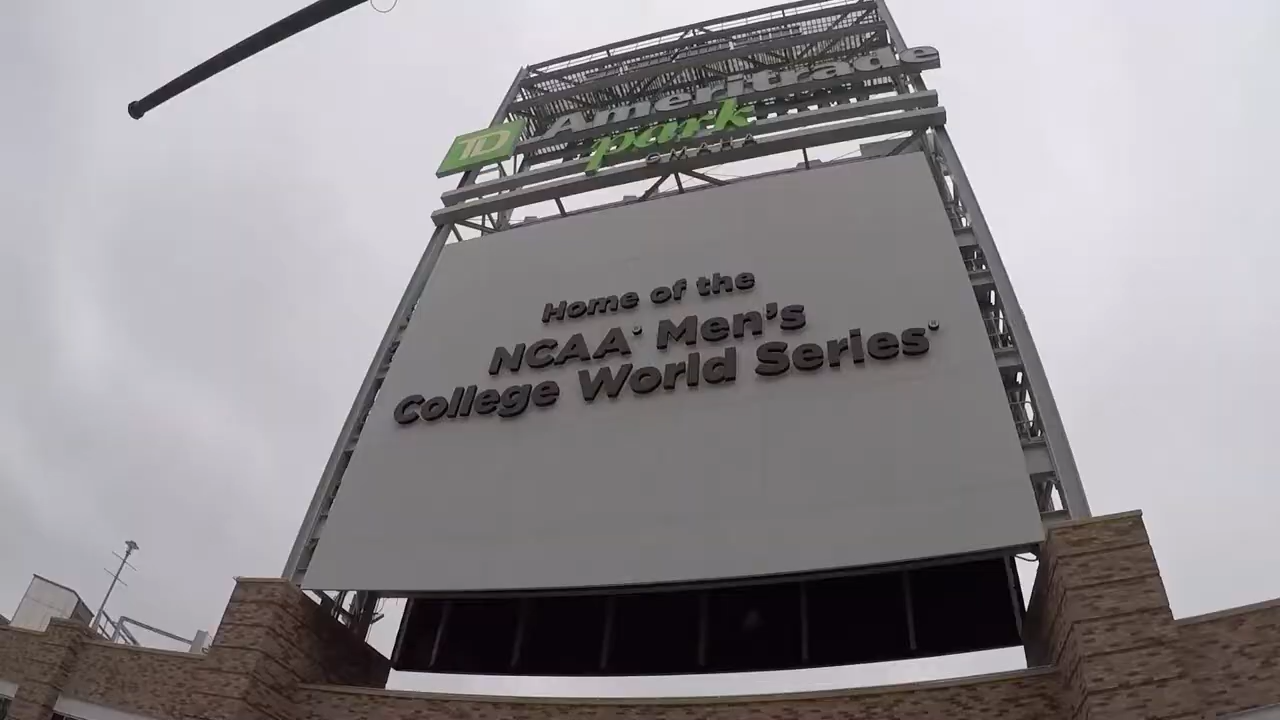 TD Ameritrade
park
OMAHA
Home of the
NCAA® Men's
College World Series®